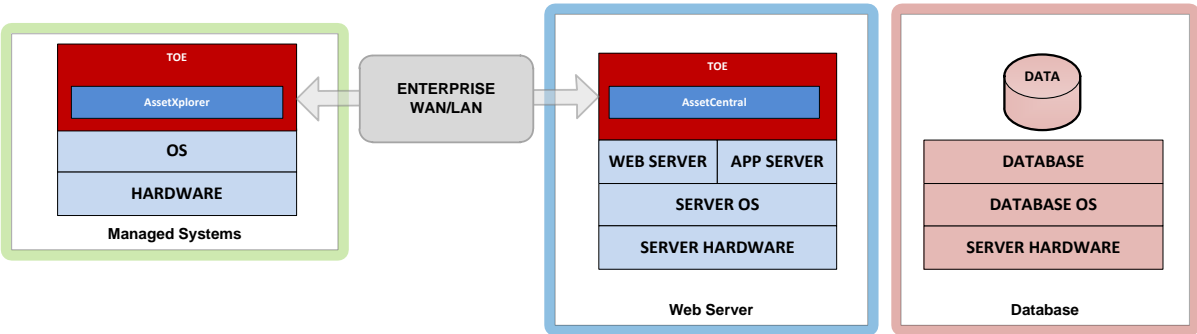 TOE
AssetXplorer
OS
HARDWARE
Managed Systems
ENTERPRISE
WAN/LAN
TOE
AssetCentral
WEB SERVER
APP SERVER
SERVER OS
SERVER HARDWARE
Web Server
DATA
DATABASE
DATABASE OS
SERVER HARDWARE
Database